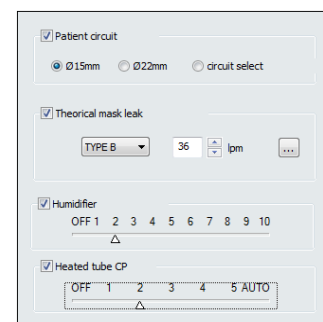 Patient circuit
Ø15mm Ø22mm circuit select
Theorical mask leak
TYPE B 36 lpm ...
Humidifier
OFF 1 2 3 4 5 6 7 8 9 10
Heated tube CP
OFF 1 2 3 4 5 AUTO